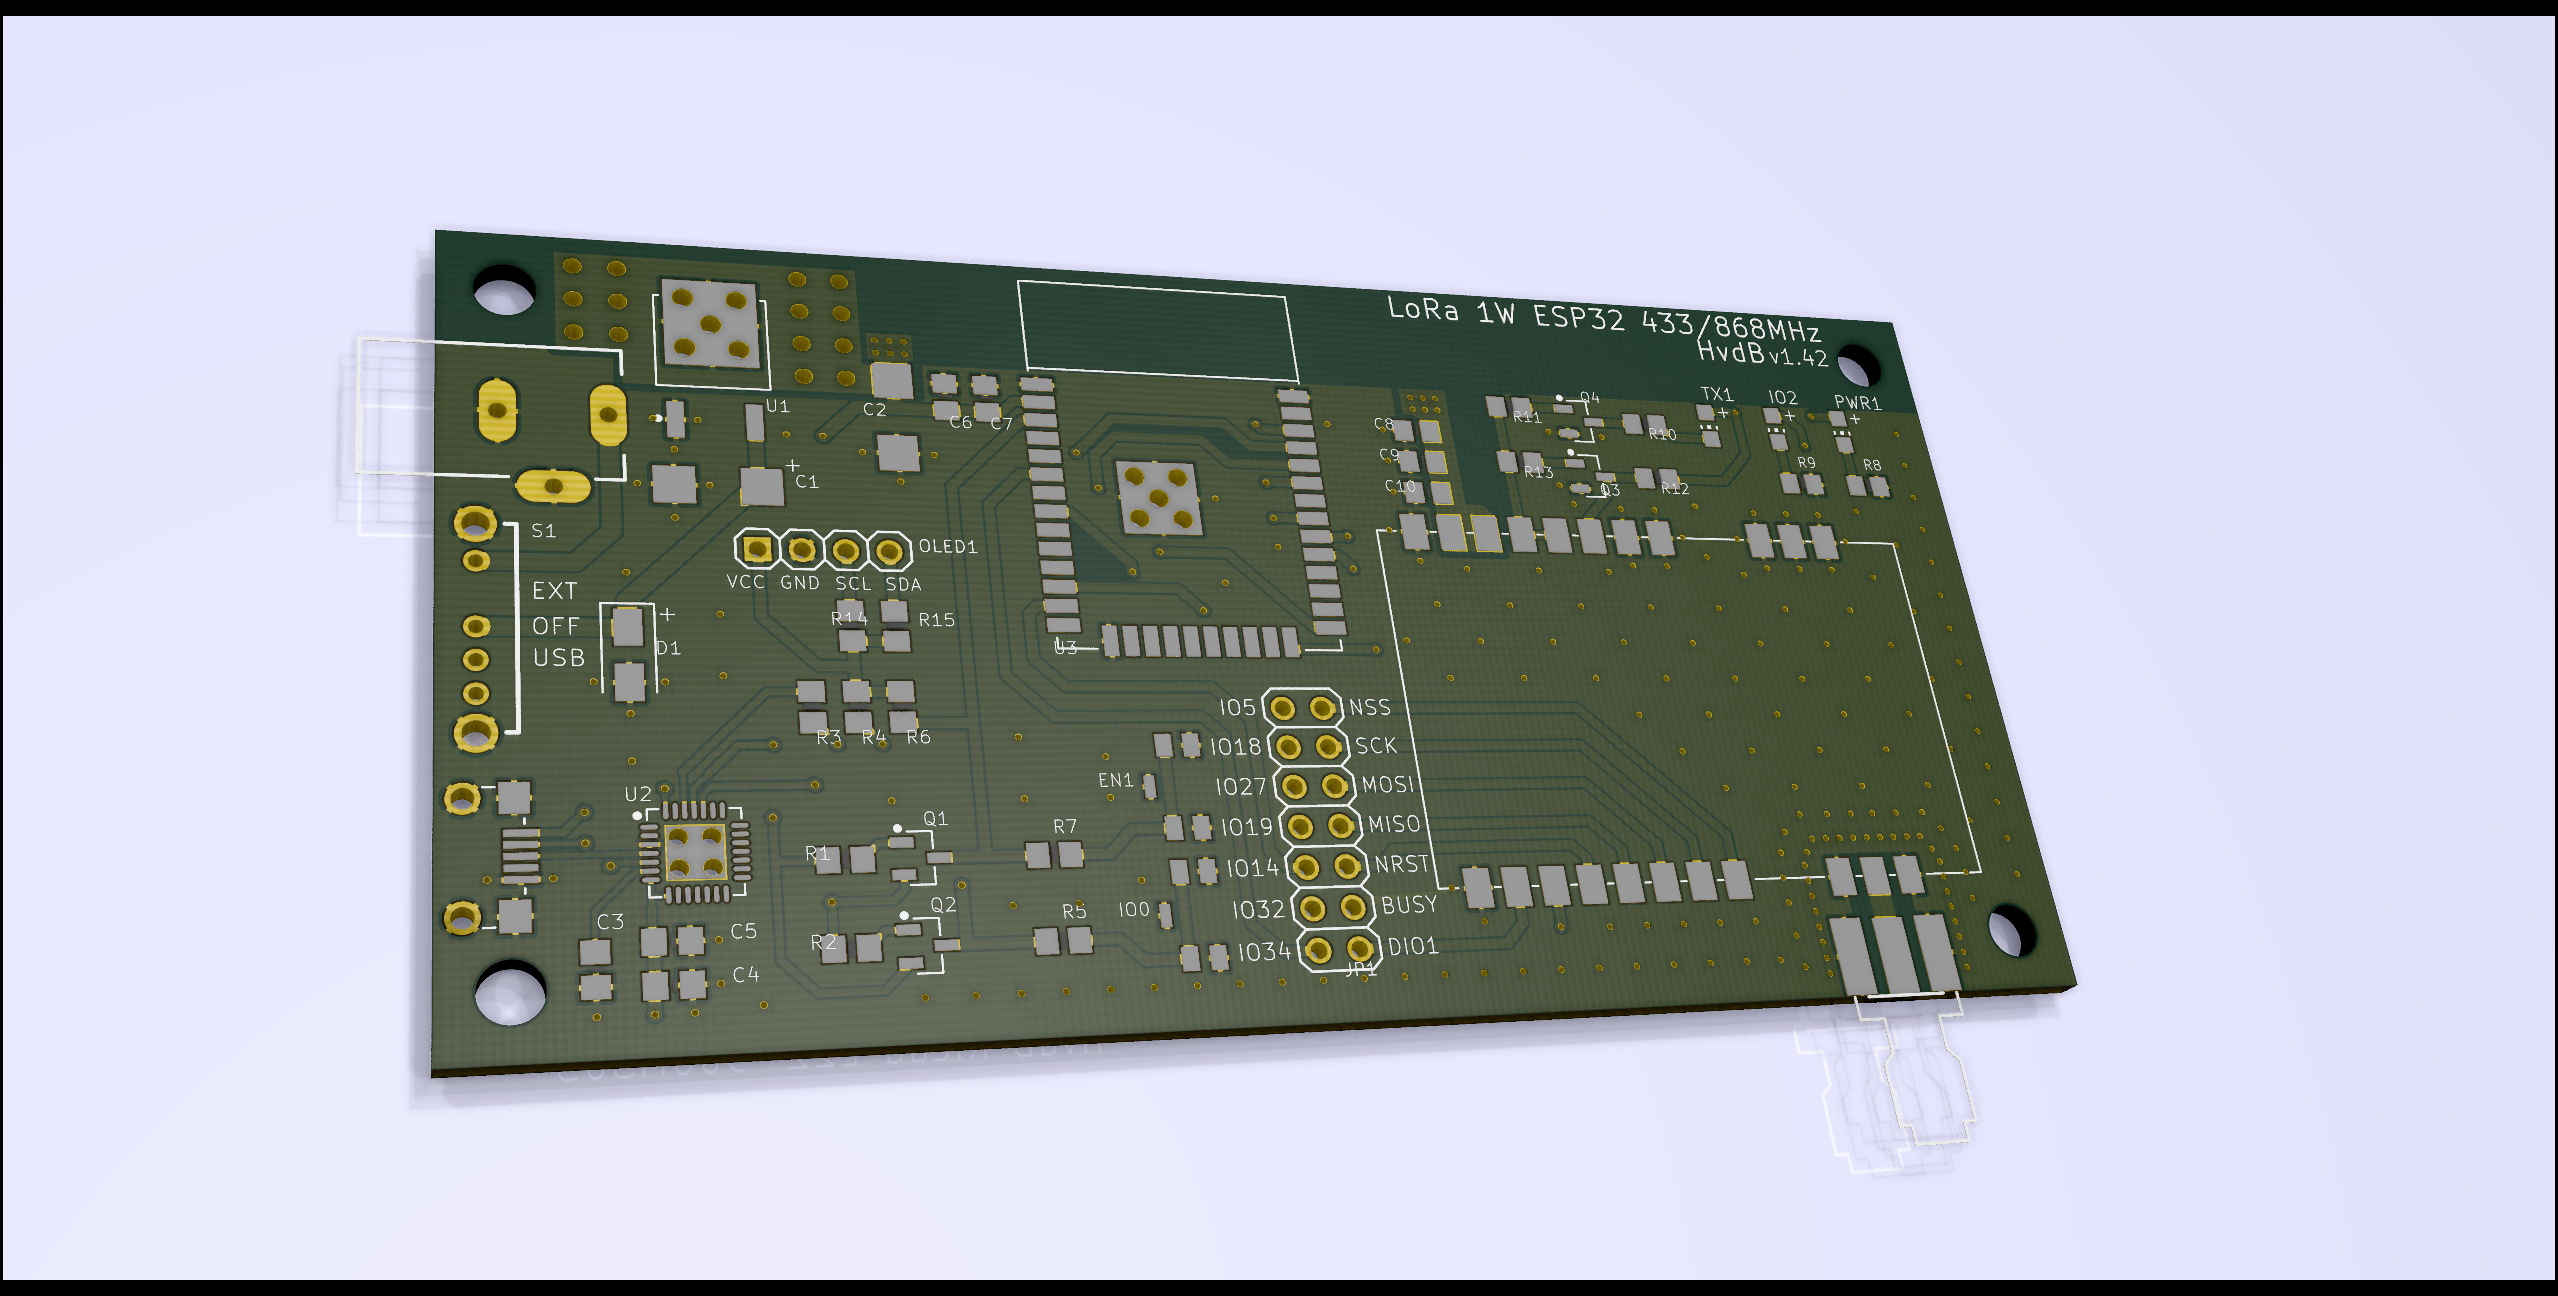 LoRa 1W ESP32 433/868MHz
HvdB v1.42
TX1
IO2
PWR1
Q4
R11
R10
C8
C9
C10
R13
Q3
R12
R9
R8
U1
C2
C6
C7
C1
S1
EXT
OFF
USB
OLED1
VCC GND SCL SDA
R14
R15
D1
U3
R3 R4 R6
IO5 NSS
IO18 SCK
IO27 MOSI
IO19 MISO
IO14 NRST
IO32 BUSY
IO34 DIO1
JP1
EN1
IO0
U2
Q1
R1
R7
Q2
R2
R5
C3
C5
C4